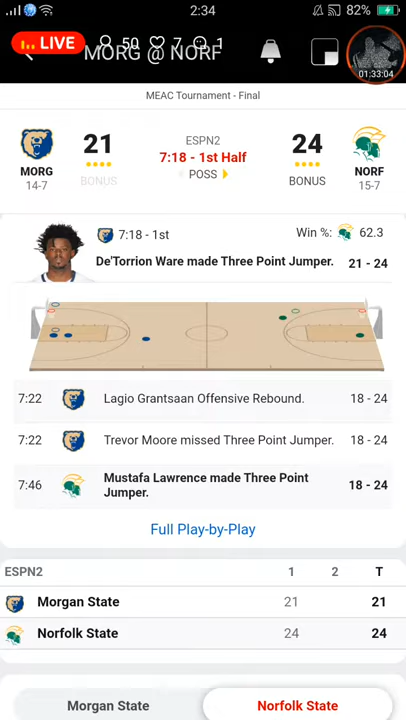 2:34
82%
LIVE
50
7
1
MORG @ NORF
01:33:04
MEAC Tournament - Final
MORG
14-7
21
BONUS
ESPN2
7:18 - 1st Half
POSS
24
BONUS
NORF
15-7
7:18 - 1st
Win %:
62.3
De'Torrion Ware made Three Point Jumper.
21 - 24
7:22
Lagio Grantsaan Offensive Rebound.
18 - 24
7:22
Trevor Moore missed Three Point Jumper.
18 - 24
7:46
Mustafa Lawrence made Three Point
Jumper.
18 - 24
Full Play-by-Play
ESPN2 1 2 T
Morgan State 21 21
Norfolk State 24 24
Morgan State
Norfolk State